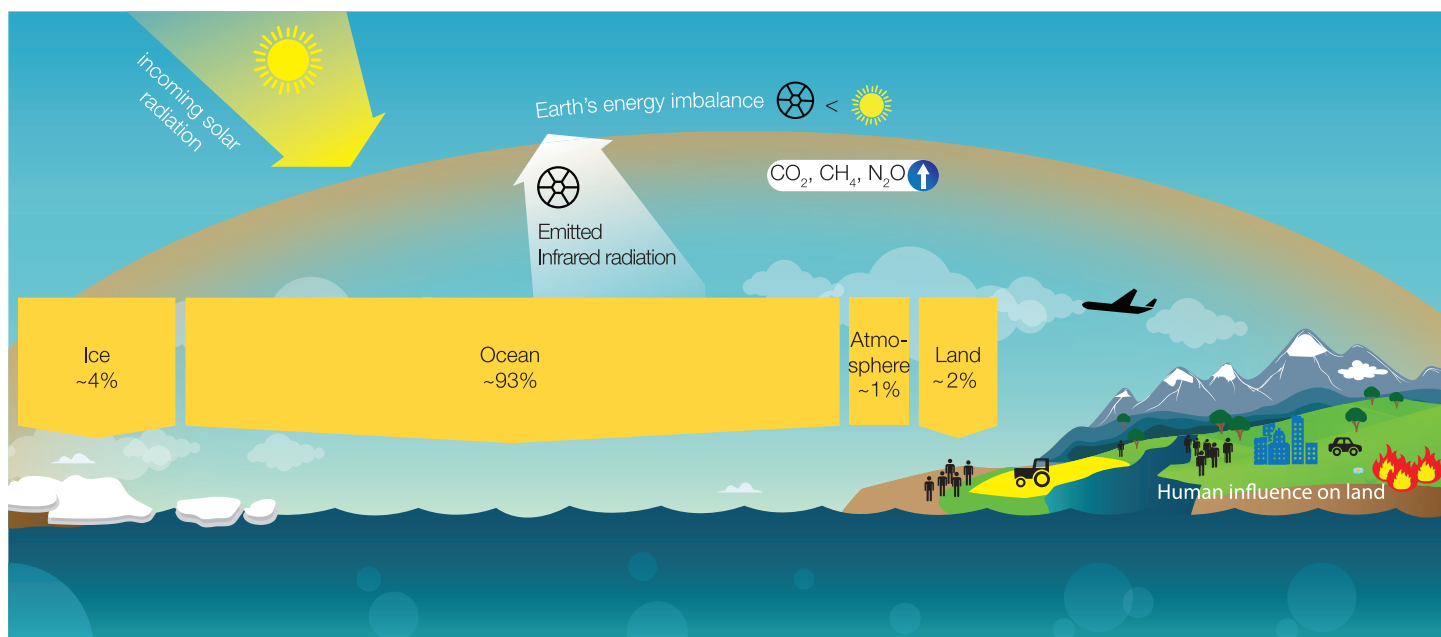 incoming solar
radiation
Earth's energy imbalance <
CO₂, CH₄, N₂O
Emitted
Infrared radiation
Ice
~4%
Ocean
~93%
Atmo-
sphere
~1%
Land
~2%
Human influence on land